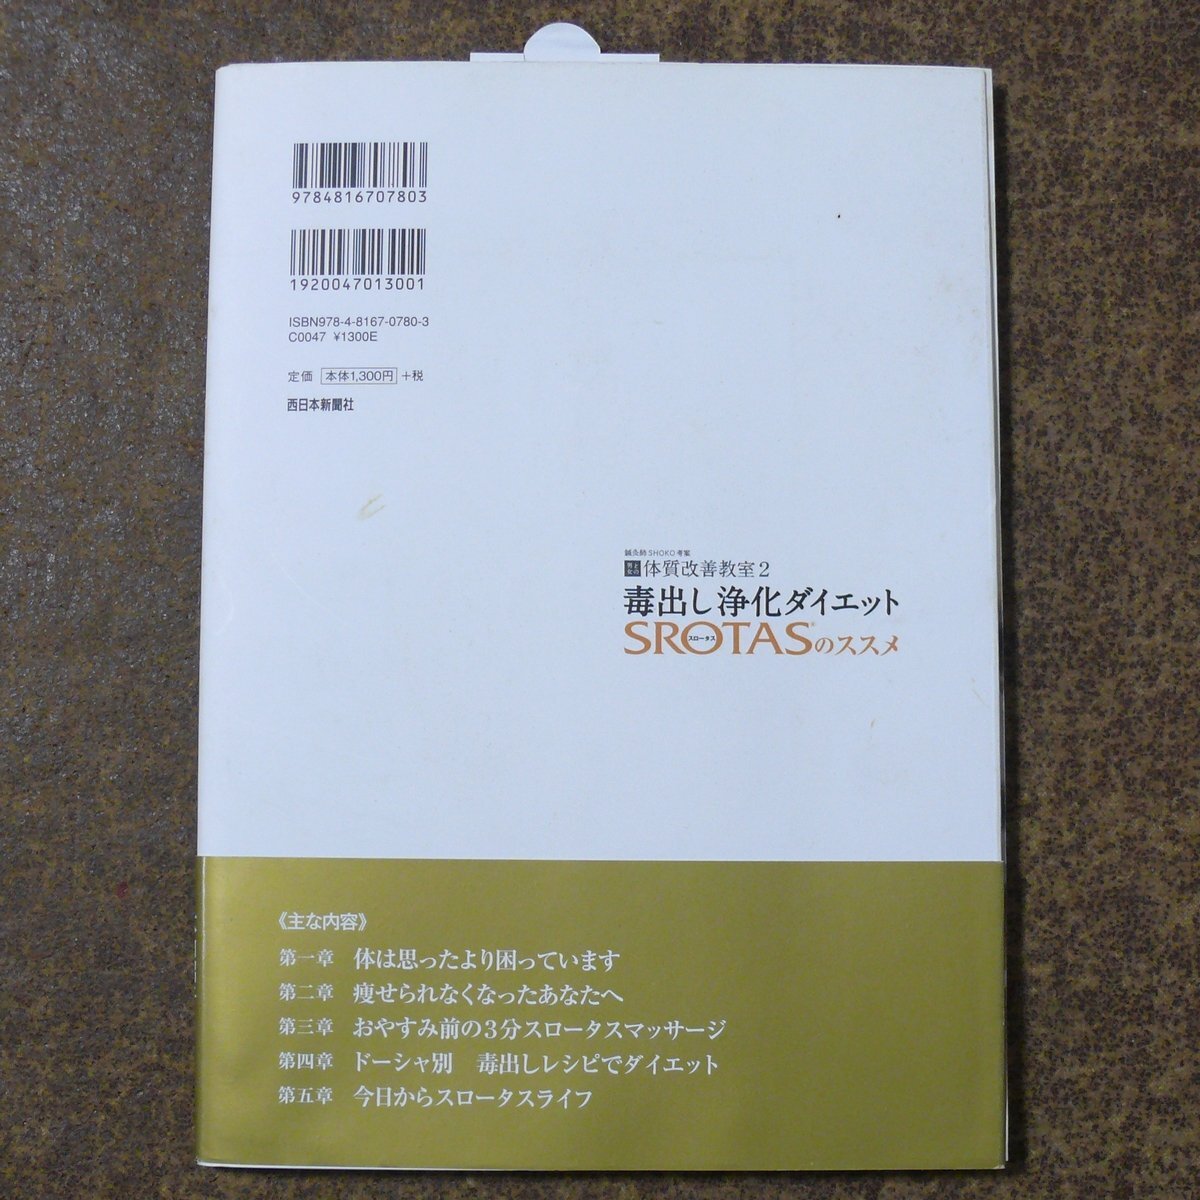 9784816707803
1920047013001
ISBN978-4-8167-0780-3
C0047 ¥1300E
定価 本体1,300円 +税
西日本新聞社
鍼灸師SHOKO考案
男と女の 体質改善教室2
毒出し浄化ダイエット
SROTAS®のススメ
スロータス
《主な内容》
第一章 体は思ったより困っています
第二章 痩せられなくなったあなたへ
第三章 おやすみ前の3分スロータスマッサージ
第四章 ドーシャ別 毒出しレシピでダイエット
第五章 今日からスロータスライフ